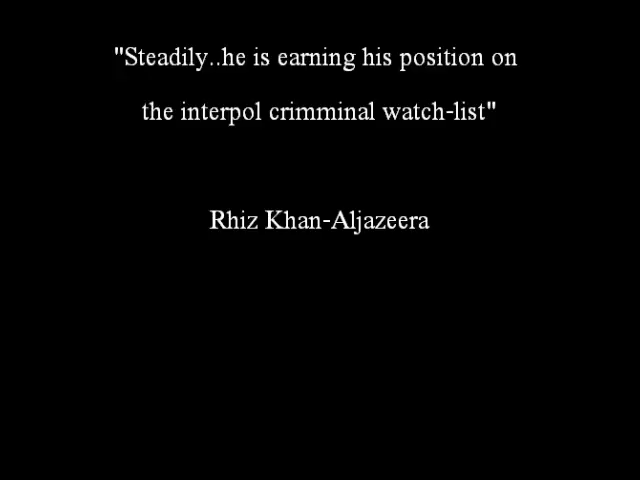 "Steadily..he is earning his position on
the interpol crimminal watch-list"
Rhiz Khan-Aljazeera